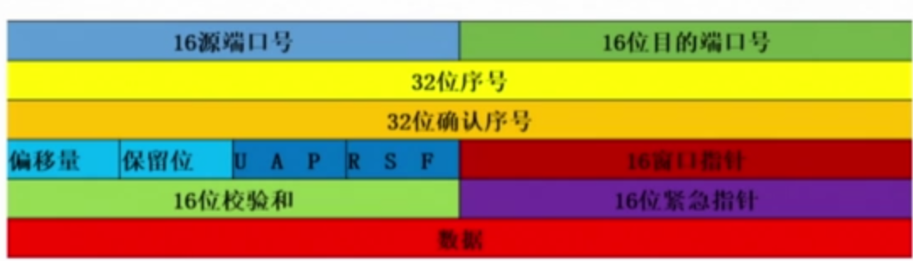 16源端口号 16位目的端口号
32位序号
32位确认序号
偏移量 保留位 U A P R S F 16窗口指针
16位校验和 16位紧急指针
数据